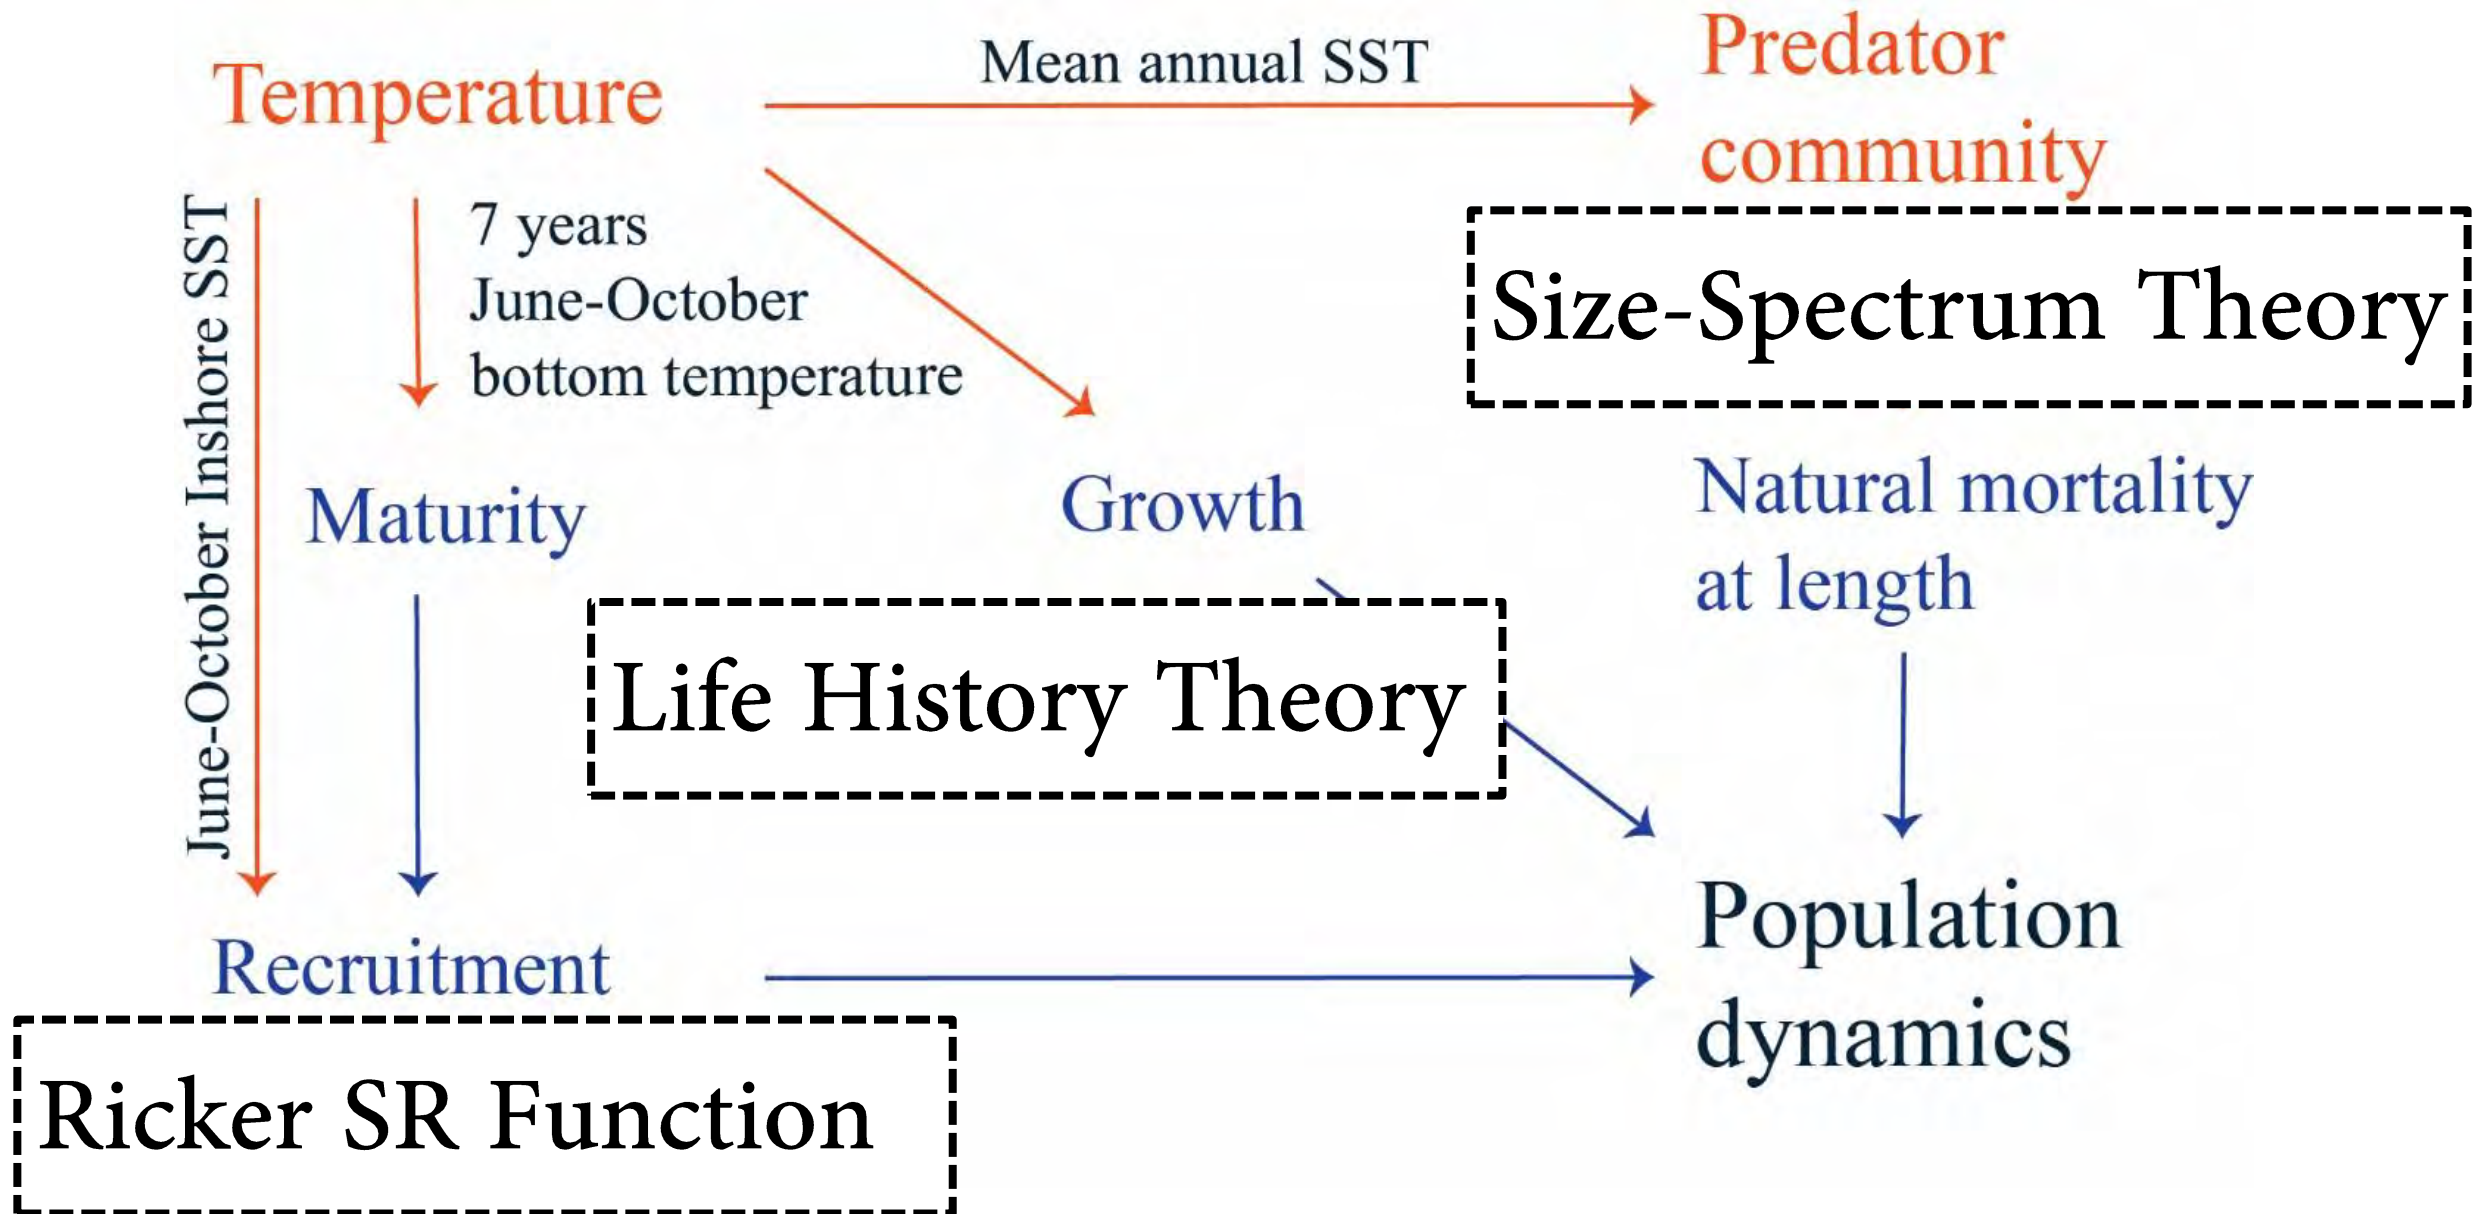 Temperature
Mean annual SST
Predator
community
June-October Inshore SST
7 years
June-October
bottom temperature
Size-Spectrum Theory
Maturity
Growth
Natural mortality
at length
Life History Theory
Recruitment
Population
dynamics
Ricker SR Function